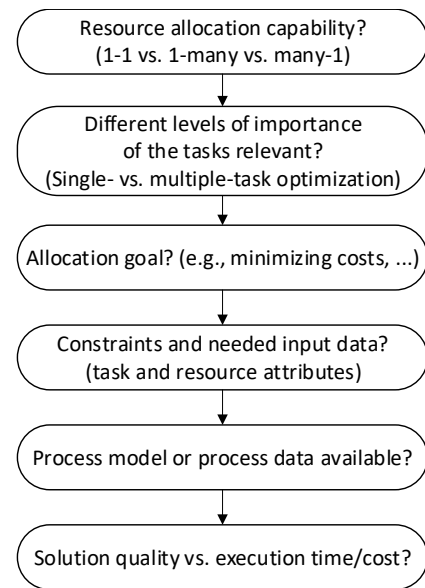 Resource allocation capability?
(1-1 vs. 1-many vs. many-1)
Different levels of importance
of the tasks relevant?
(Single- vs. multiple-task optimization)
Allocation goal? (e.g., minimizing costs, ...)
Constraints and needed input data?
(task and resource attributes)
Process model or process data available?
Solution quality vs. execution time/cost?